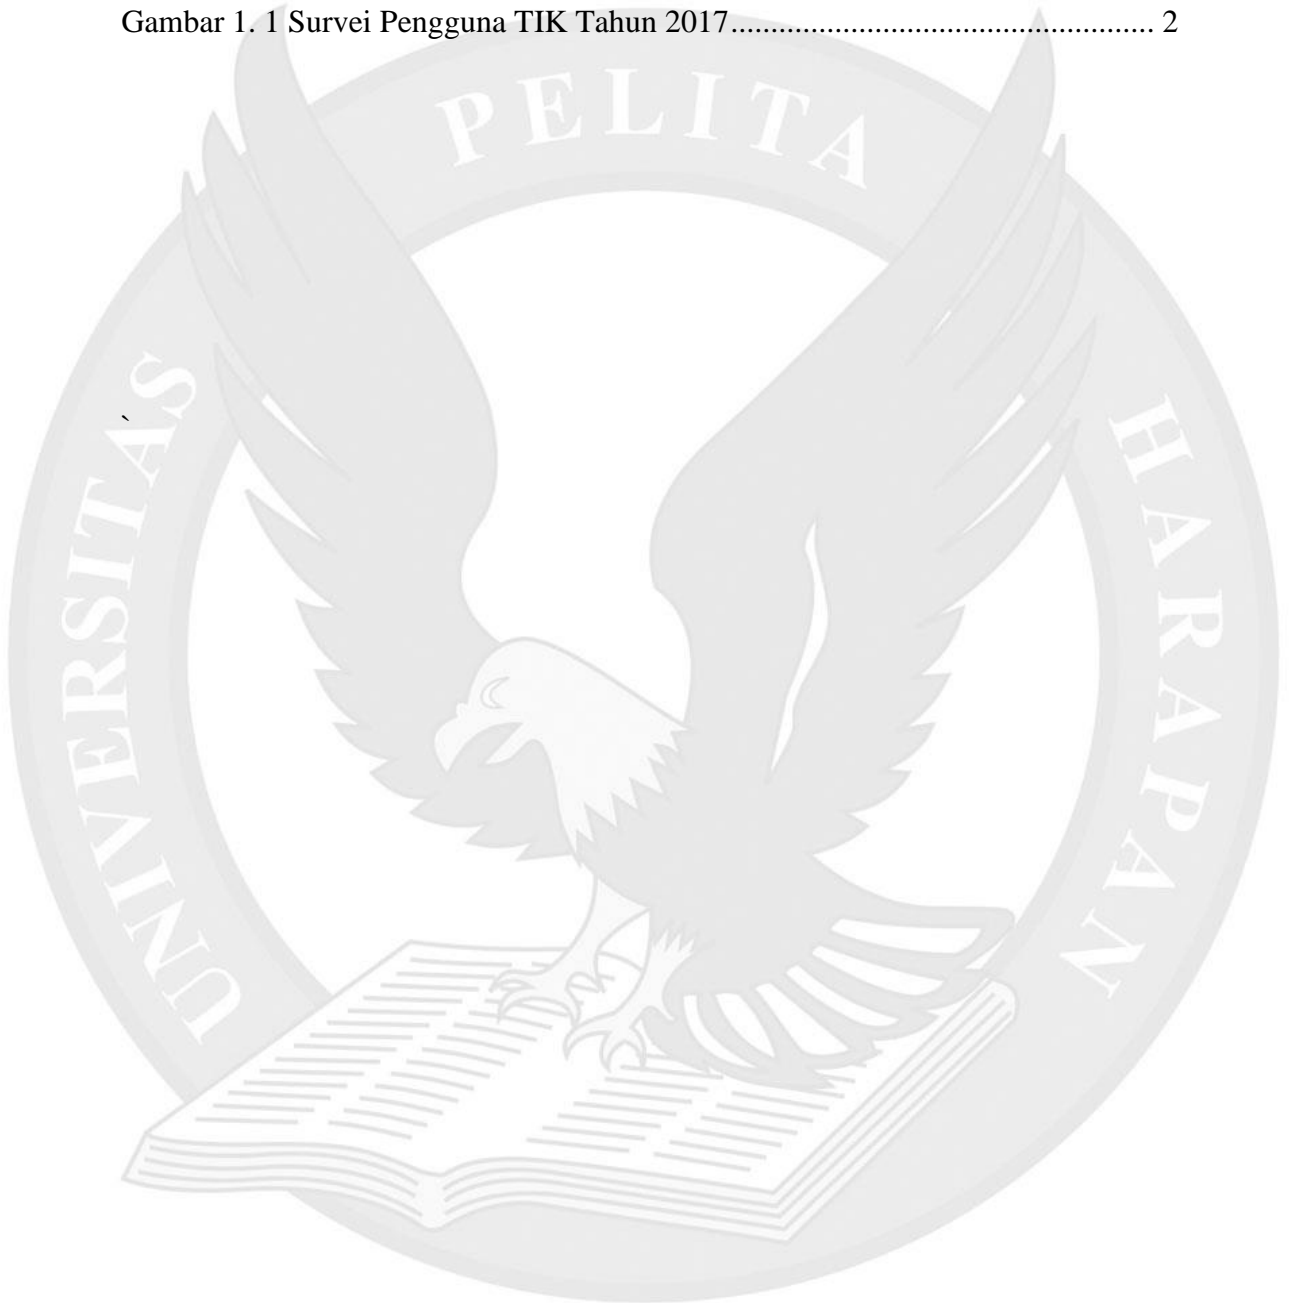 Gambar 1. 1 Survei Pengguna TIK Tahun 2017..................................................... 2
PELITA
UNIVERSITAS
HARAPAN
`